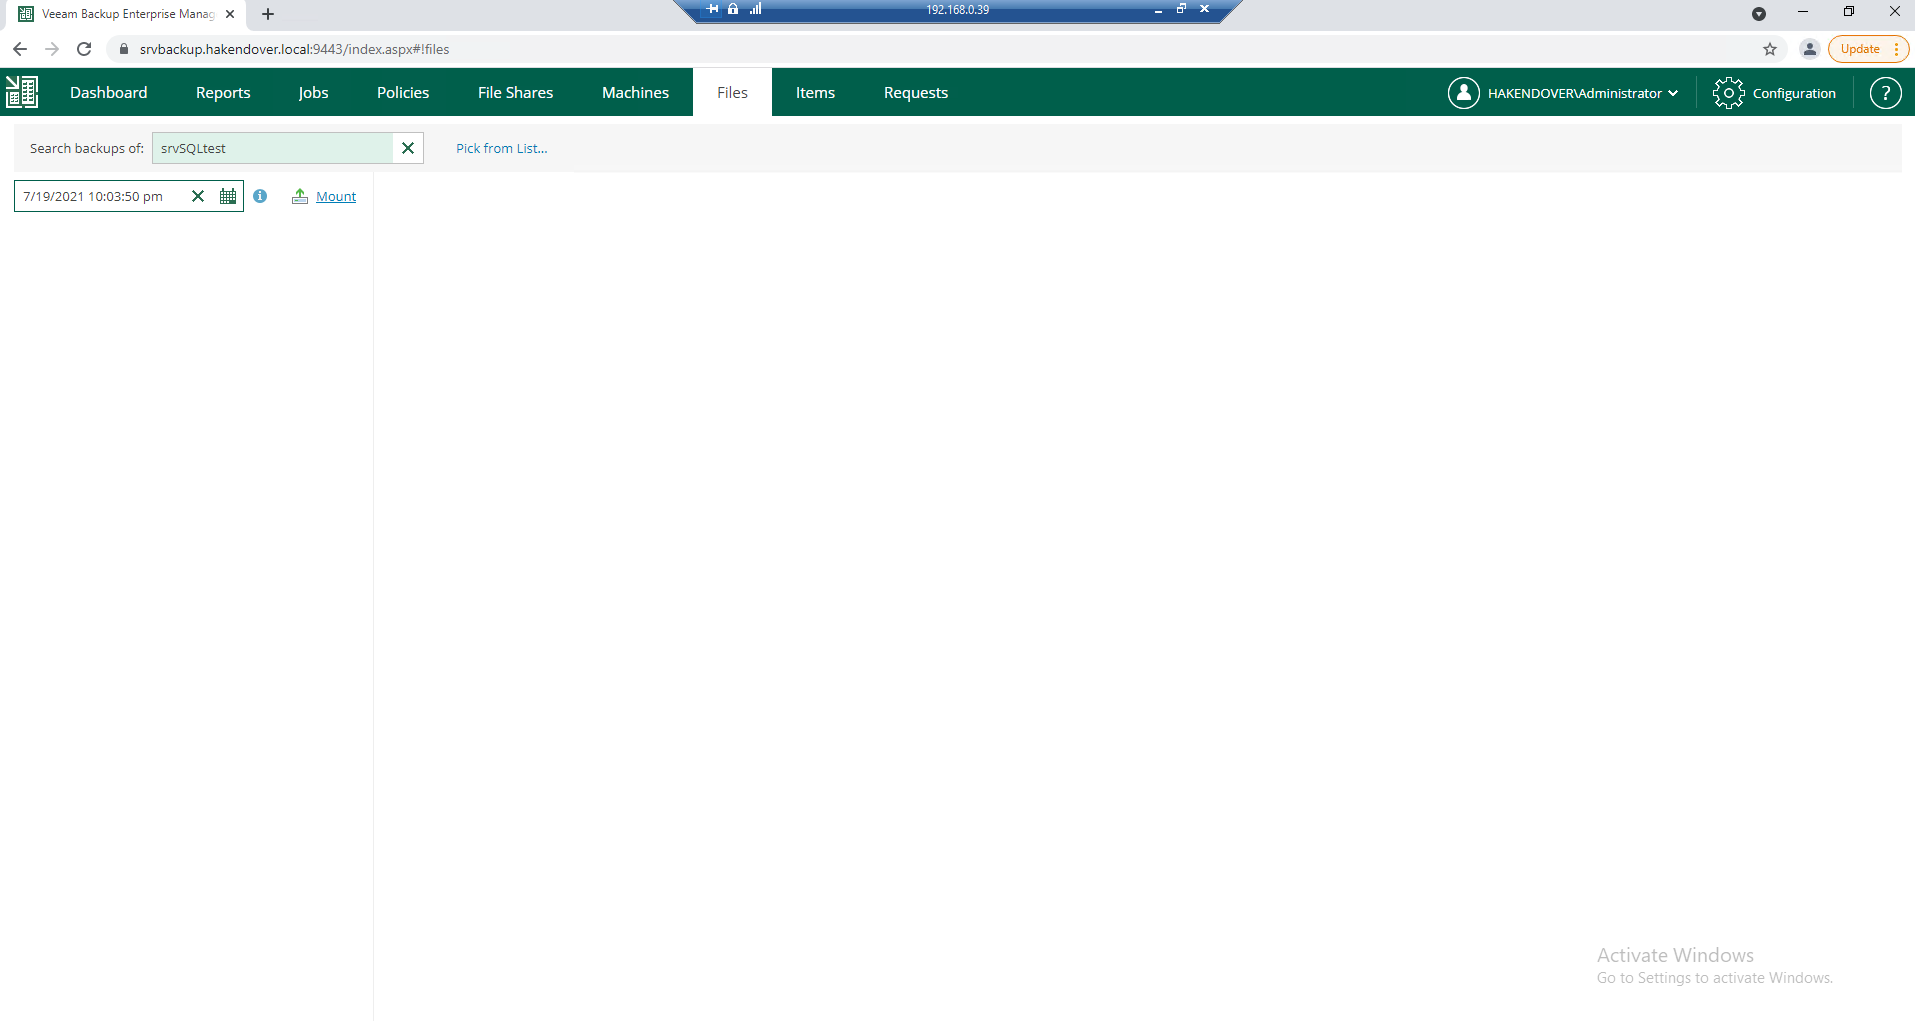 Veeam Backup Enterprise Manag
192.168.0.39
srvbackup.hakendover.local:9443/index.aspx#!files
Update
Dashboard Reports Jobs Policies File Shares Machines Files Items Requests HAKENDOVER\Administrator Configuration ?
Search backups of: srvSQLtest Pick from List...
7/19/2021 10:03:50 pm Mount
Activate Windows
Go to Settings to activate Windows.